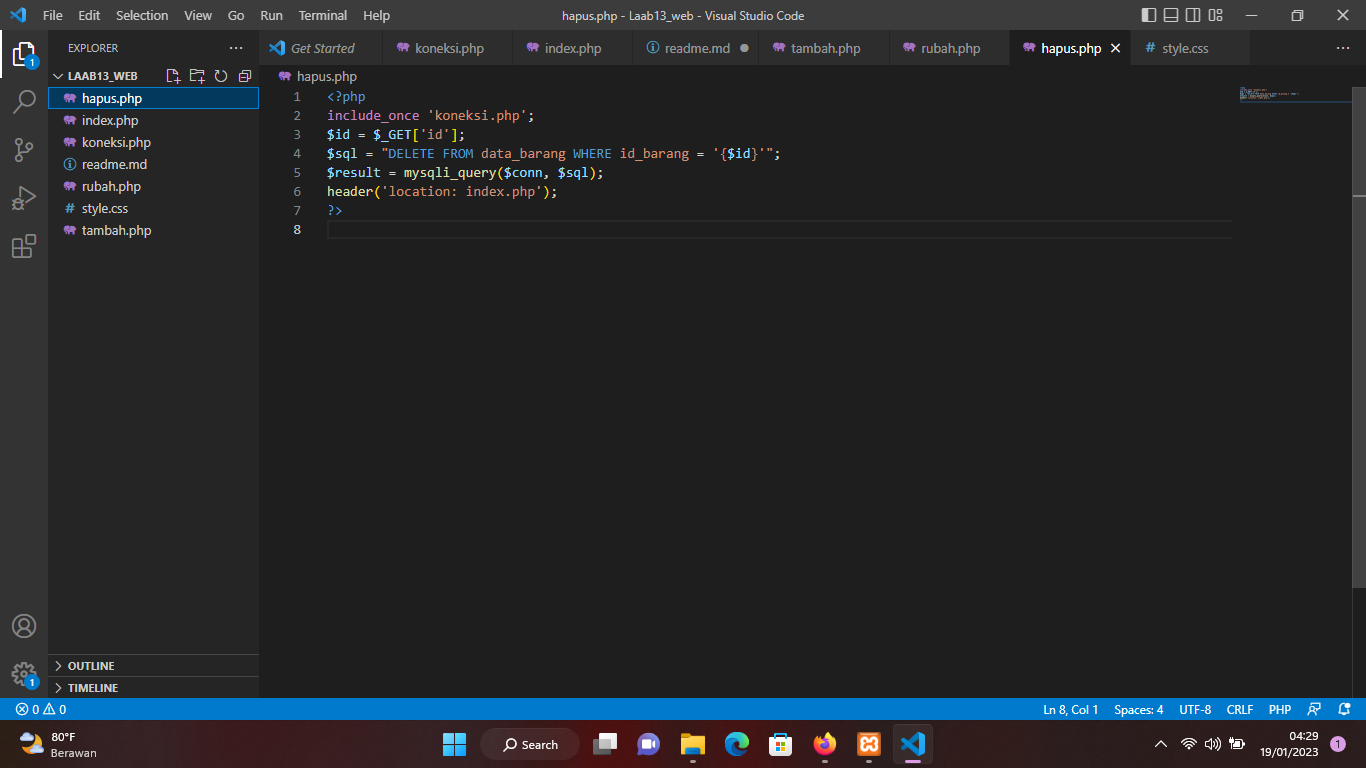 File Edit Selection View Go Run Terminal Help
hapus.php - Laab13_web - Visual Studio Code
EXPLORER
Get Started
koneksi.php
index.php
readme.md
tambah.php
rubah.php
hapus.php
style.css
1
LAAB13_WEB
hapus.php
index.php
koneksi.php
readme.md
rubah.php
style.css
tambah.php
hapus.php
1 <?php
2 include_once 'koneksi.php';
3 $id = $_GET['id'];
4 $sql = "DELETE FROM data_barang WHERE id_barang = '{$id}'";
5 $result = mysqli_query($conn, $sql);
6 header('location: index.php');
7 ?>
8
OUTLINE
TIMELINE
1
0 0
Ln 8, Col 1 Spaces: 4 UTF-8 CRLF PHP
80°F
Berawan
Search
04:29
19/01/2023
1